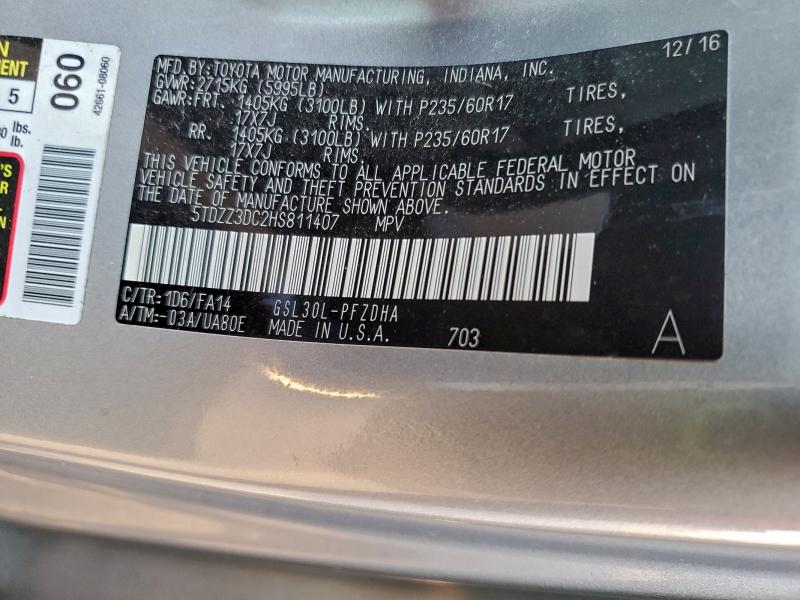 12/16
MFD.BY:TOYOTA MOTOR MANUFACTURING, INDIANA, INC.
GVWR:2715KG (5995LB)
GAWR:FRT. 1405KG (3100LB) WITH P235/60R17 TIRES,
17X7J RIMS.
RR. 1405KG (3100LB) WITH P235/60R17 TIRES,
17X7J RIMS.
THIS VEHICLE CONFORMS TO ALL APPLICABLE FEDERAL MOTOR
VEHICLE SAFETY AND THEFT PREVENTION STANDARDS IN EFFECT ON
THE DATE OF MANUFACTURE SHOWN ABOVE.
5TDZZ3DC2HS811407 MPV
C/TR: 1D6/FA14 GSL30L-PFZDHA
A/TM: -03A/UA80E MADE IN U.S.A. 703 A
060
42661-08060
5
lbs.
lb.